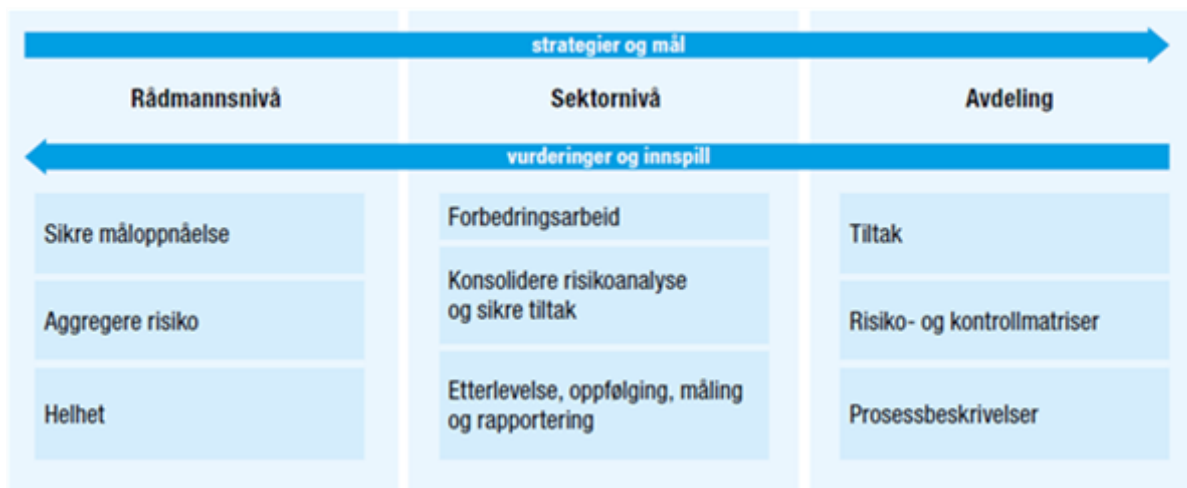 strategier og mål
Rådmannsnivå
Sektornivå
Avdeling
vurderinger og innspill
Sikre måloppnåelse
Aggregere risiko
Helhet
Forbedringsarbeid
Konsolidere risikoanalyse
og sikre tiltak
Etterlevelse, oppfølging, måling
og rapportering
Tiltak
Risiko- og kontrollmatriser
Prosessbeskrivelser